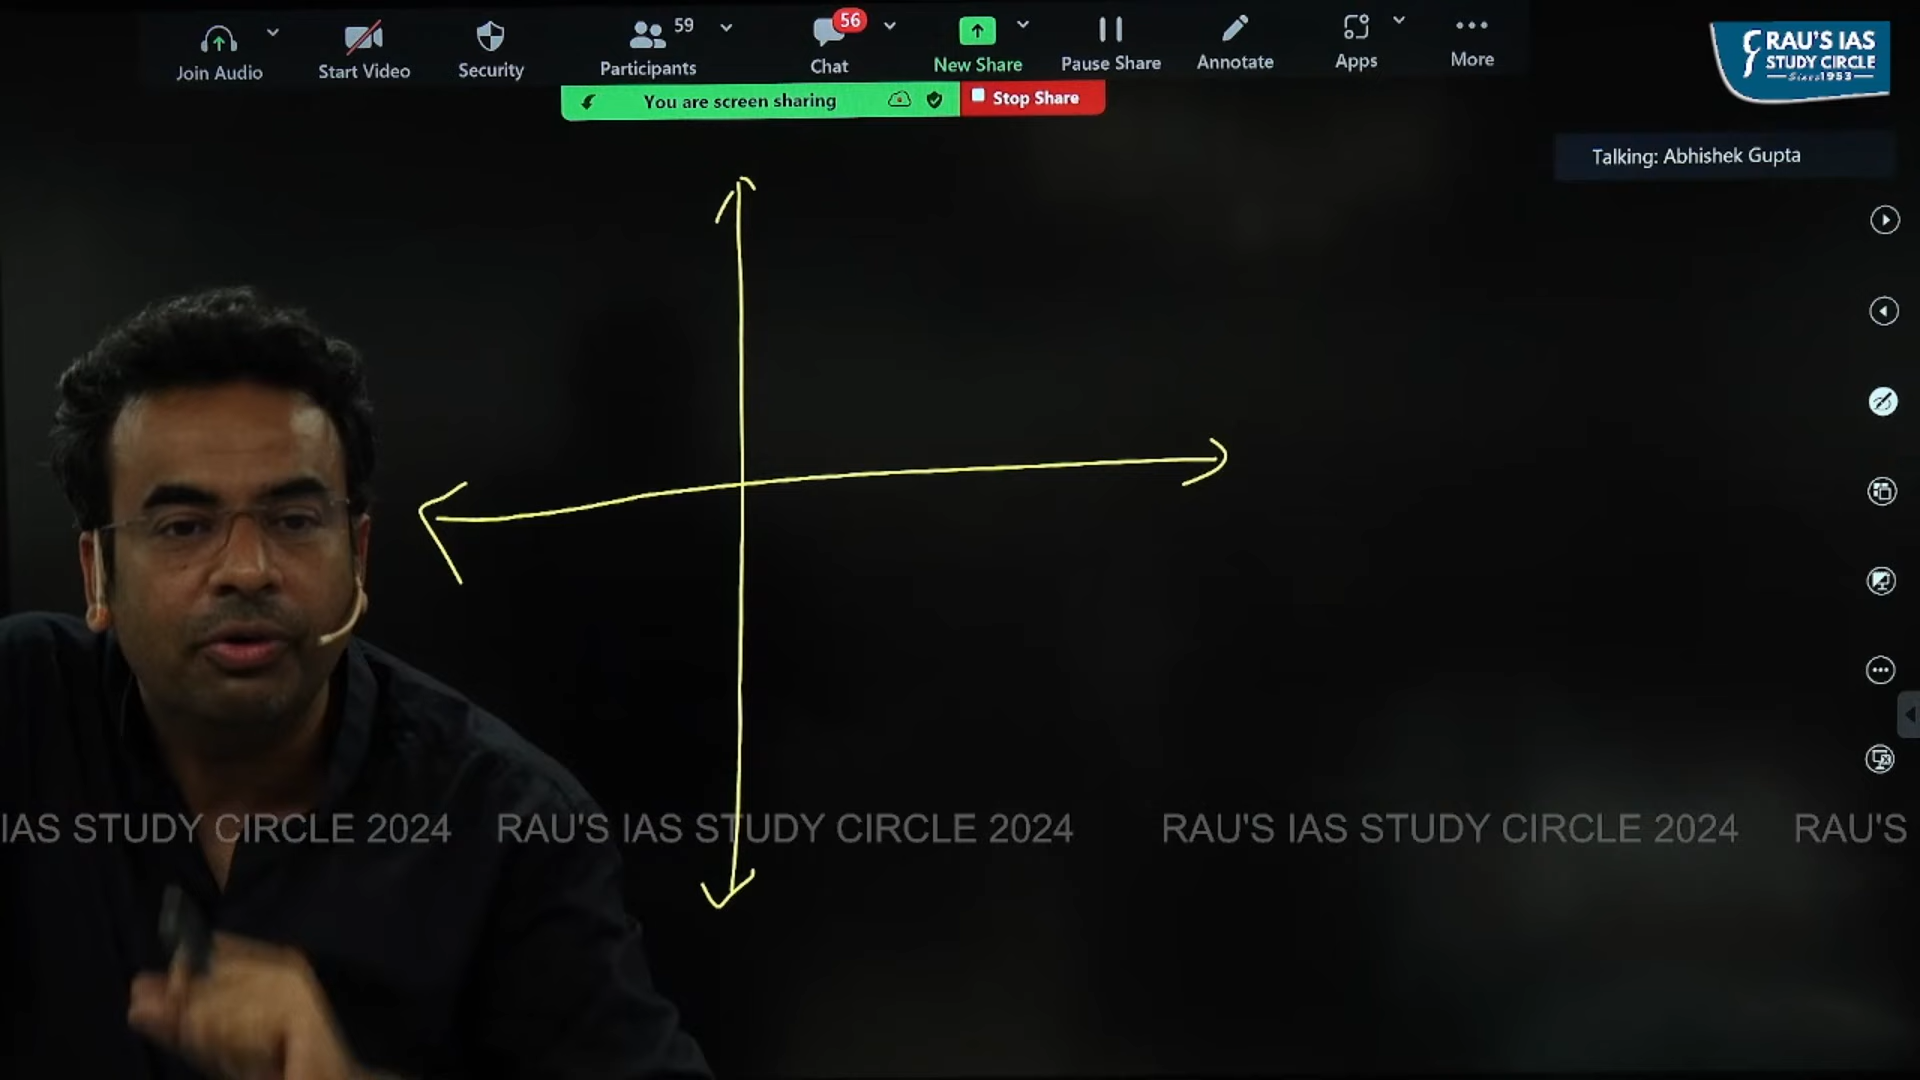 Join Audio
Start Video
Security
Participants
59
Chat
56
New Share
Pause Share
Annotate
Apps
More
You are screen sharing
Stop Share
RAU'S IAS
STUDY CIRCLE
Since 1953
Talking: Abhishek Gupta
IAS STUDY CIRCLE 2024 RAU'S IAS STUDY CIRCLE 2024 RAU'S IAS STUDY CIRCLE 2024 RAU'S